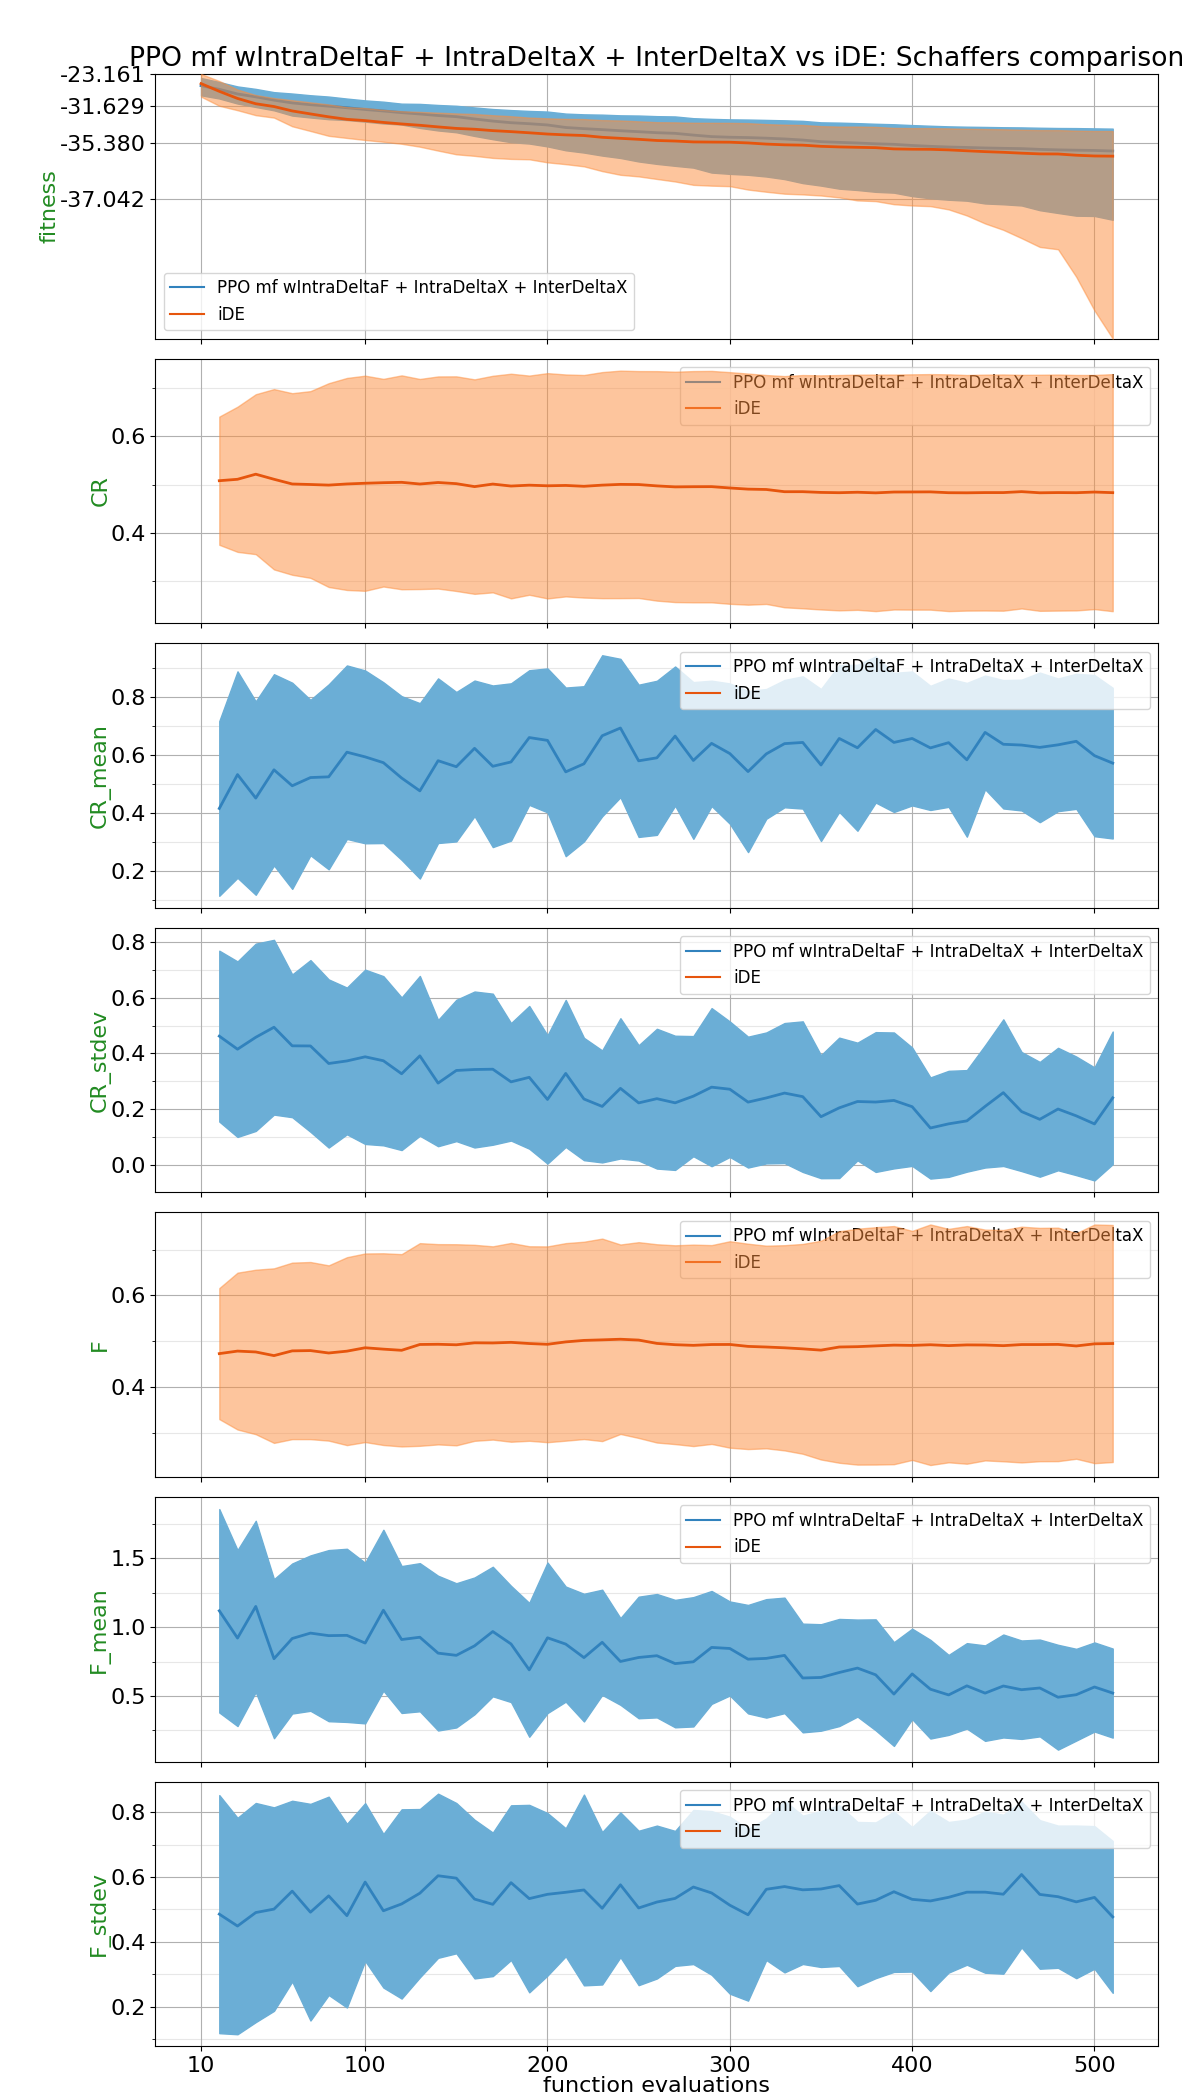 PPO mf wIntraDeltaF + IntraDeltaX + InterDeltaX vs iDE: Schaffers comparison
-23.161
-31.629
-35.380
-37.042
fitness
PPO mf wIntraDeltaF + IntraDeltaX + InterDeltaX
iDE
0.6
0.4
CR
PPO mf wIntraDeltaF + IntraDeltaX + InterDeltaX
iDE
0.8
0.6
0.4
0.2
CR_mean
PPO mf wIntraDeltaF + IntraDeltaX + InterDeltaX
iDE
0.8
0.6
0.4
0.2
0.0
CR_stdev
PPO mf wIntraDeltaF + IntraDeltaX + InterDeltaX
iDE
0.6
0.4
F
PPO mf wIntraDeltaF + IntraDeltaX + InterDeltaX
iDE
1.5
1.0
0.5
F_mean
PPO mf wIntraDeltaF + IntraDeltaX + InterDeltaX
iDE
0.8
0.6
0.4
0.2
F_stdev
PPO mf wIntraDeltaF + IntraDeltaX + InterDeltaX
iDE
10 100 200 300 400 500
function evaluations